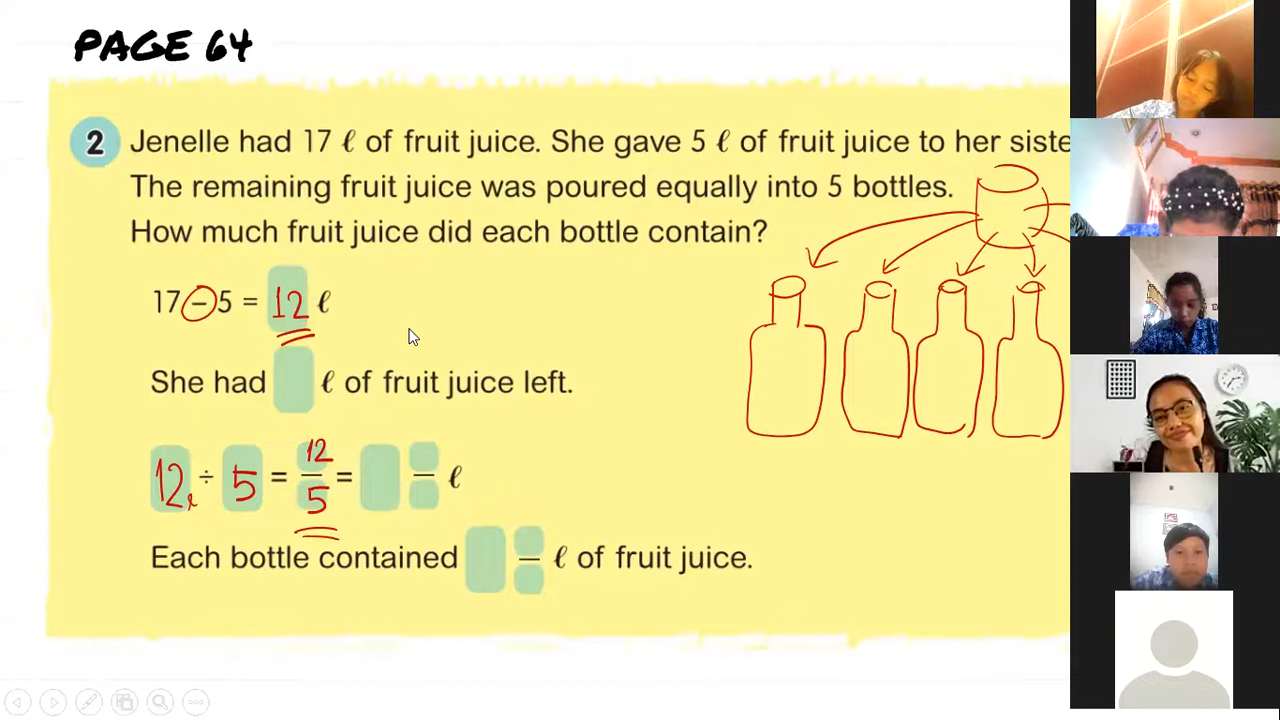 PAGE 64
2 Jenelle had 17 ℓ of fruit juice. She gave 5 ℓ of fruit juice to her siste
The remaining fruit juice was poured equally into 5 bottles.
How much fruit juice did each bottle contain?
17 − 5 = 12 ℓ
She had ℓ of fruit juice left.
12ℓ ÷ 5 = 12/5 = — ℓ
Each bottle contained — ℓ of fruit juice.